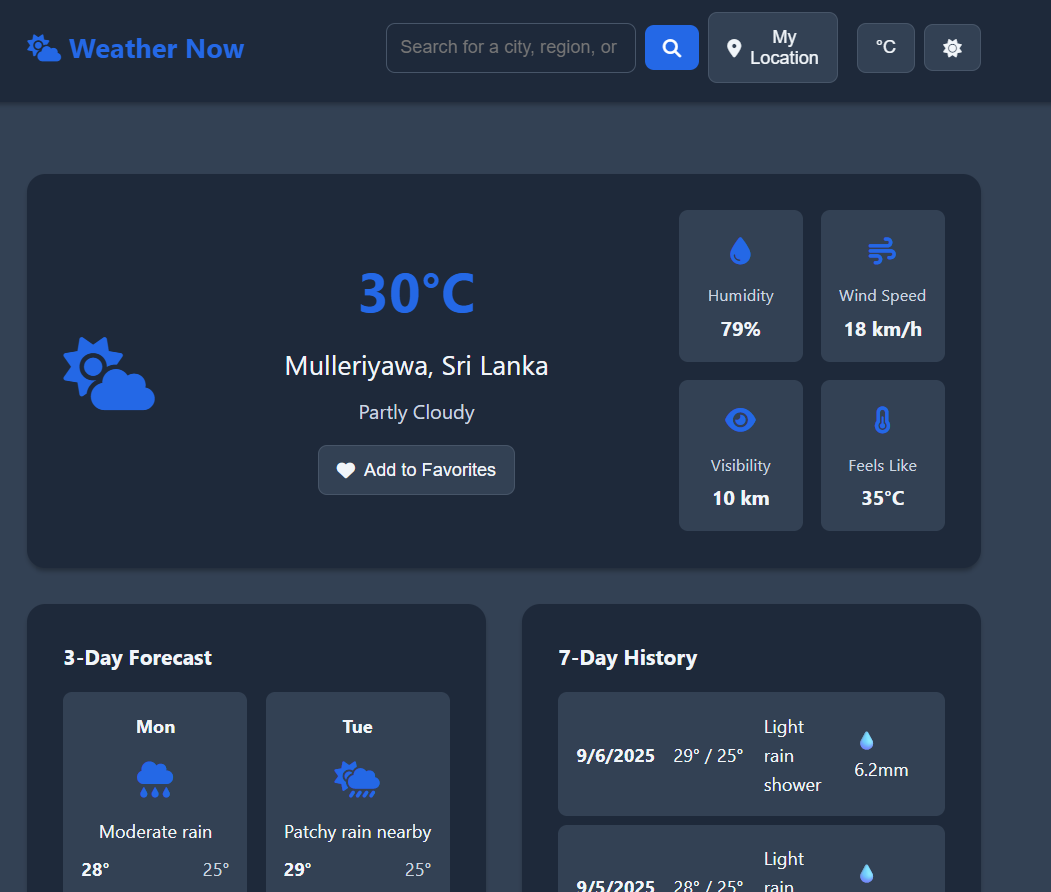 Weather Now
Search for a city, region, or
My
Location
°C
30°C
Mulleriyawa, Sri Lanka
Partly Cloudy
Add to Favorites
Humidity
79%
Wind Speed
18 km/h
Visibility
10 km
Feels Like
35°C
3-Day Forecast
Mon
Moderate rain
28° 25°
Tue
Patchy rain nearby
29° 25°
7-Day History
9/6/2025 29° / 25°
Light
rain
shower
6.2mm
9/5/2025 28° / 25°
Light
rain